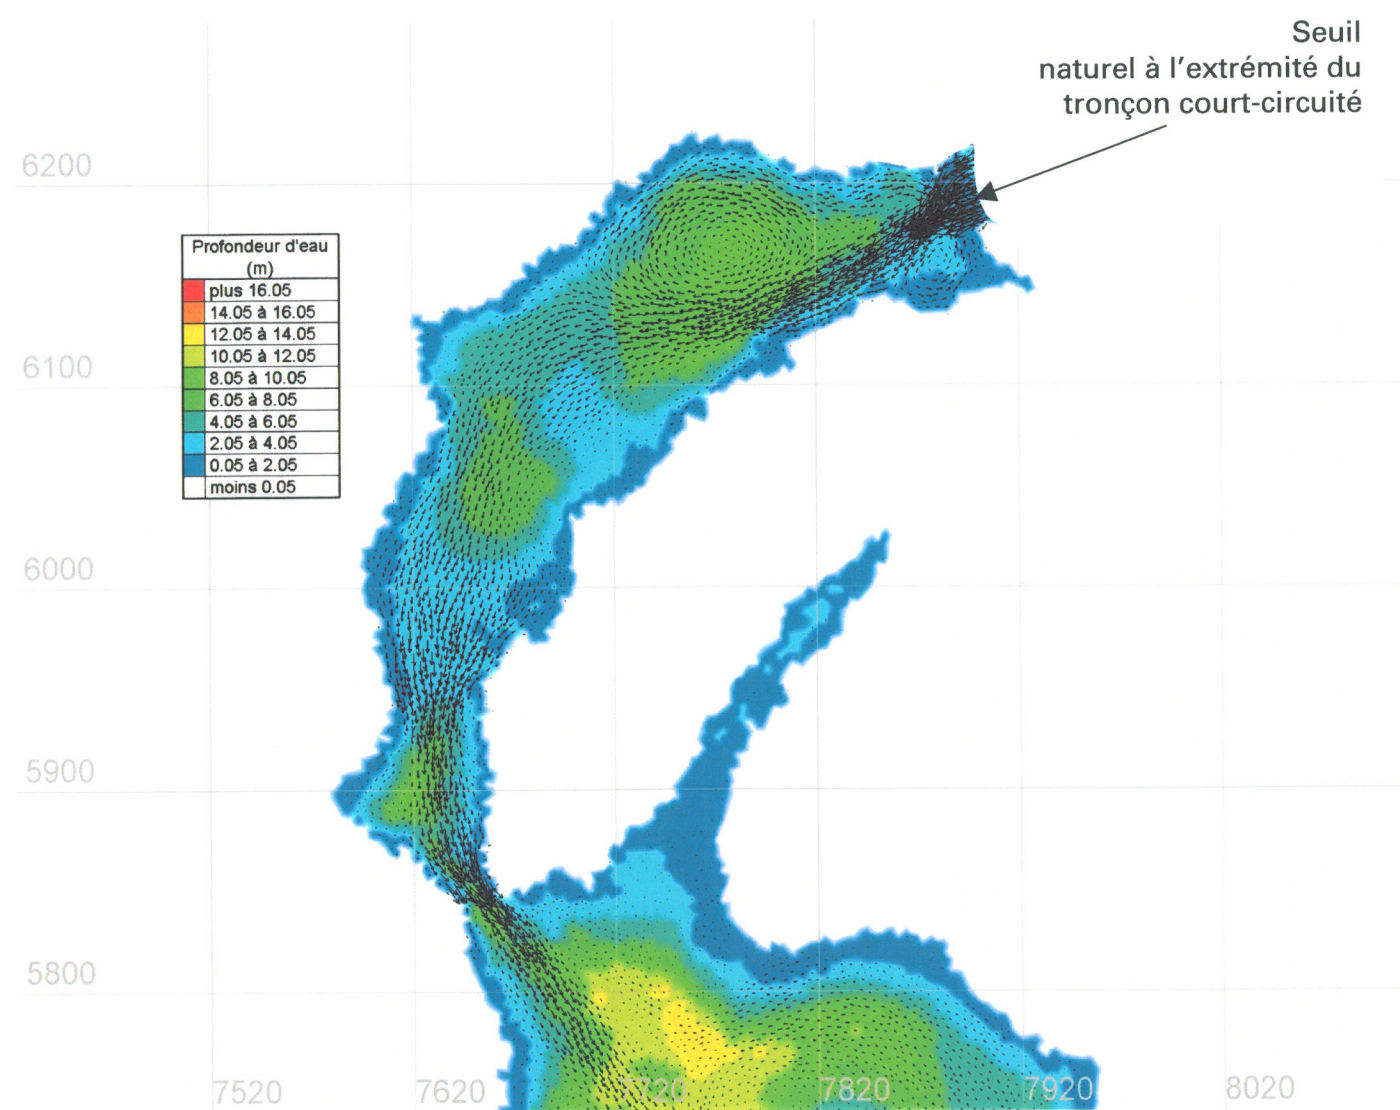 Seuil
naturel à l'extrémité du
tronçon court-circuité
6200
Profondeur d'eau
(m)
plus 16.05
14.05 à 16.05
12.05 à 14.05
10.05 à 12.05
8.05 à 10.05
6.05 à 8.05
4.05 à 6.05
2.05 à 4.05
0.05 à 2.05
moins 0.05
6100
6000
5900
5800
7520
7620
7720
7820
7920
8020